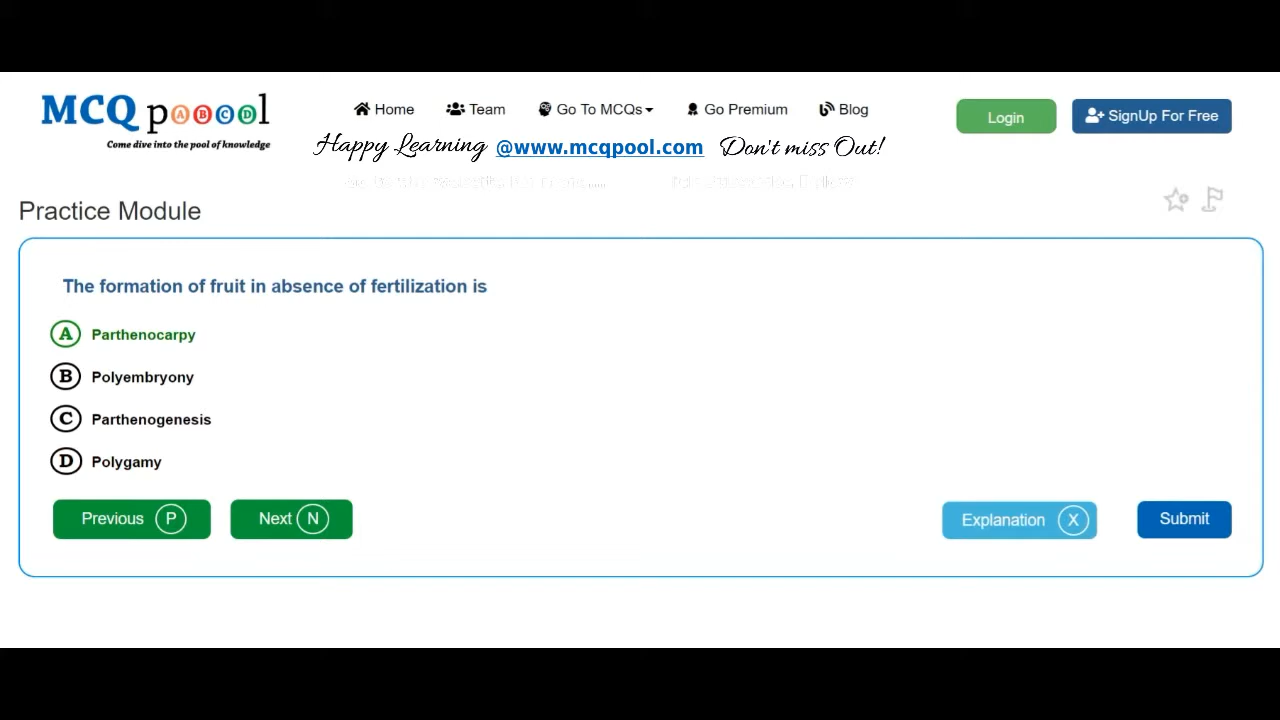 MCQ pooool
Come dive into the pool of knowledge
Home Team Go To MCQs Go Premium Blog Login SignUp For Free
Happy Learning @www.mcqpool.com Don't miss Out!
Practice Module
The formation of fruit in absence of fertilization is
A Parthenocarpy
B Polyembryony
C Parthenogenesis
D Polygamy
Previous P Next N Explanation X Submit